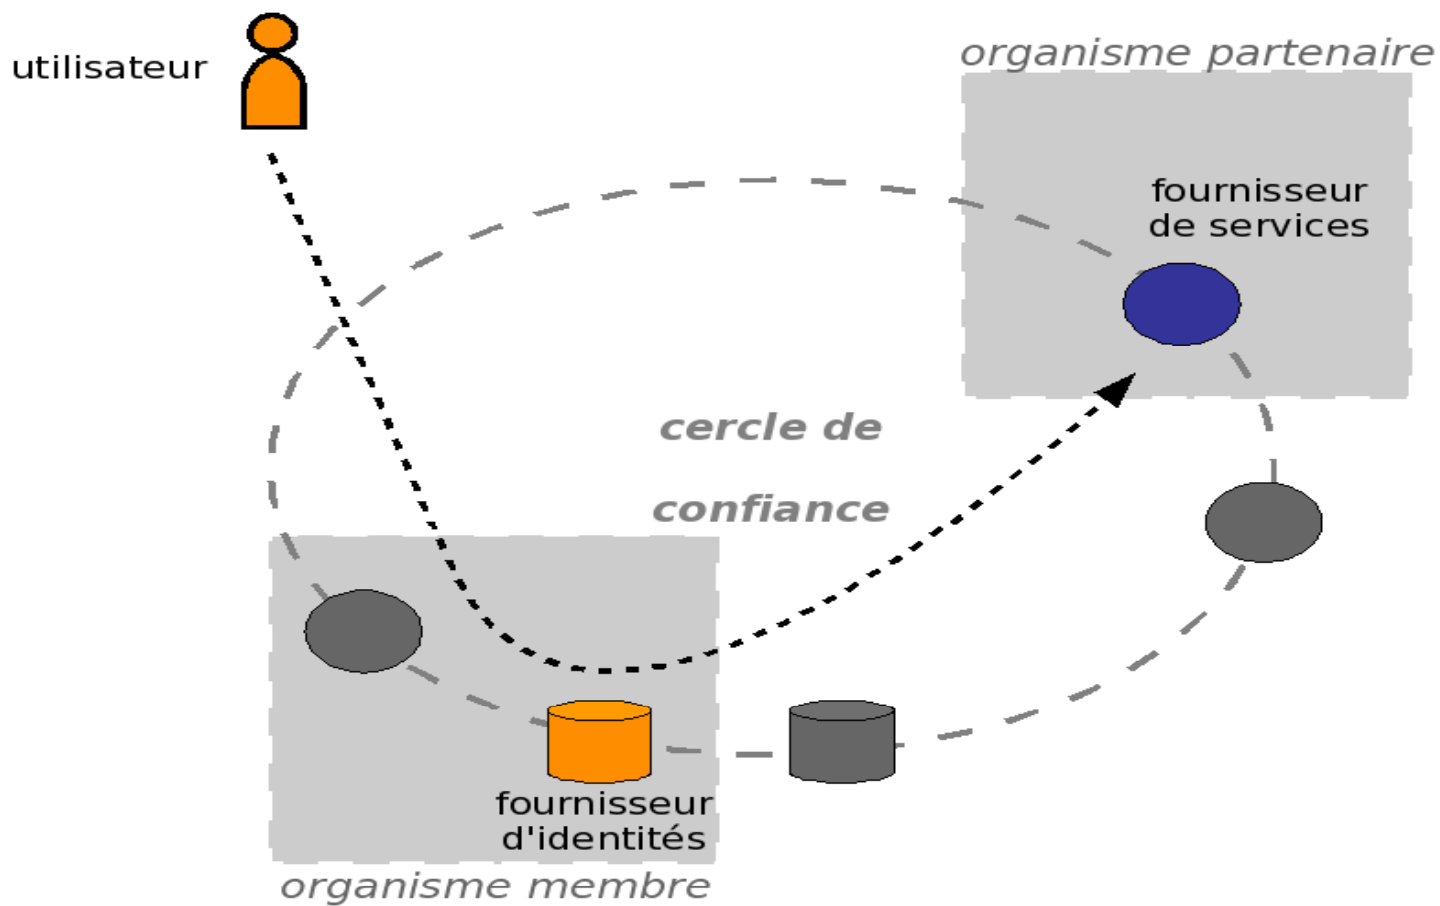 utilisateur
organisme partenaire
fournisseur
de services
cercle de
confiance
fournisseur
d'identités
organisme membre